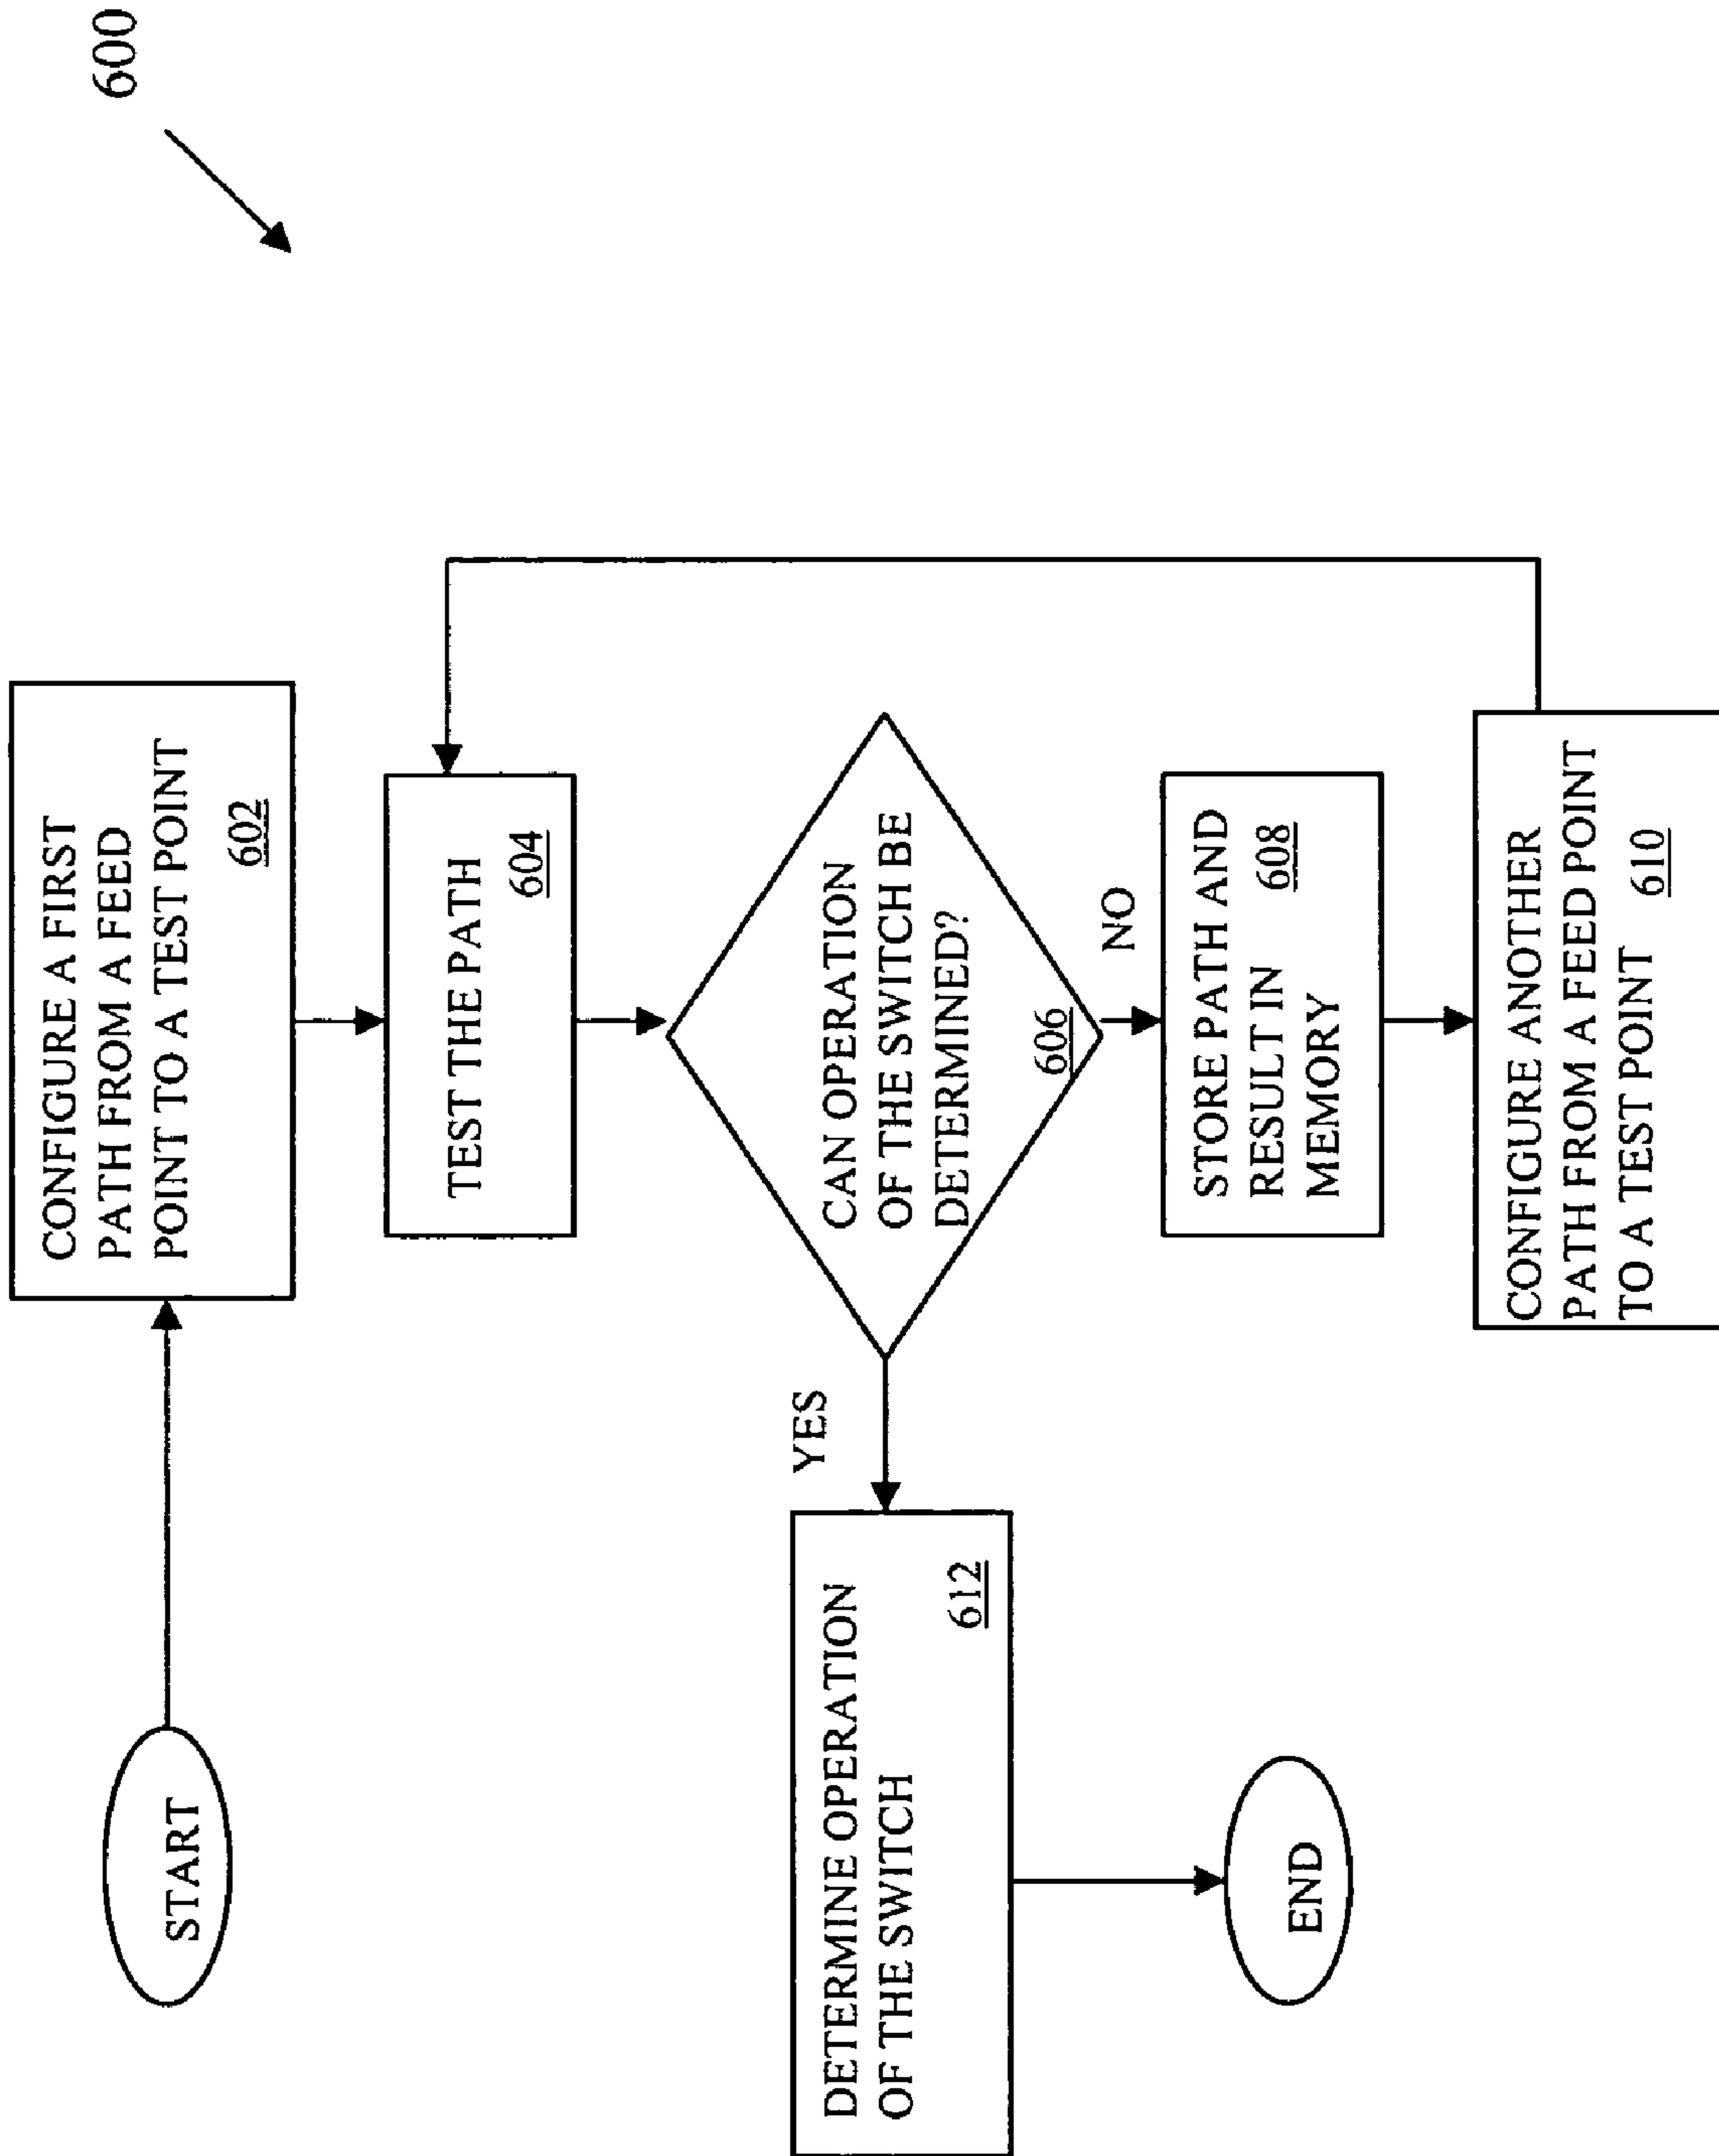 600
START
CONFIGURE A FIRST
PATH FROM A FEED
POINT TO A TEST POINT
602
TEST THE PATH
604
CAN OPERATION
OF THE SWITCH BE
DETERMINED?
606
YES
NO
DETERMINE OPERATION
OF THE SWITCH
612
STORE PATH AND
RESULT IN 608
MEMORY
END
CONFIGURE ANOTHER
PATH FROM A FEED POINT
TO A TEST POINT 610